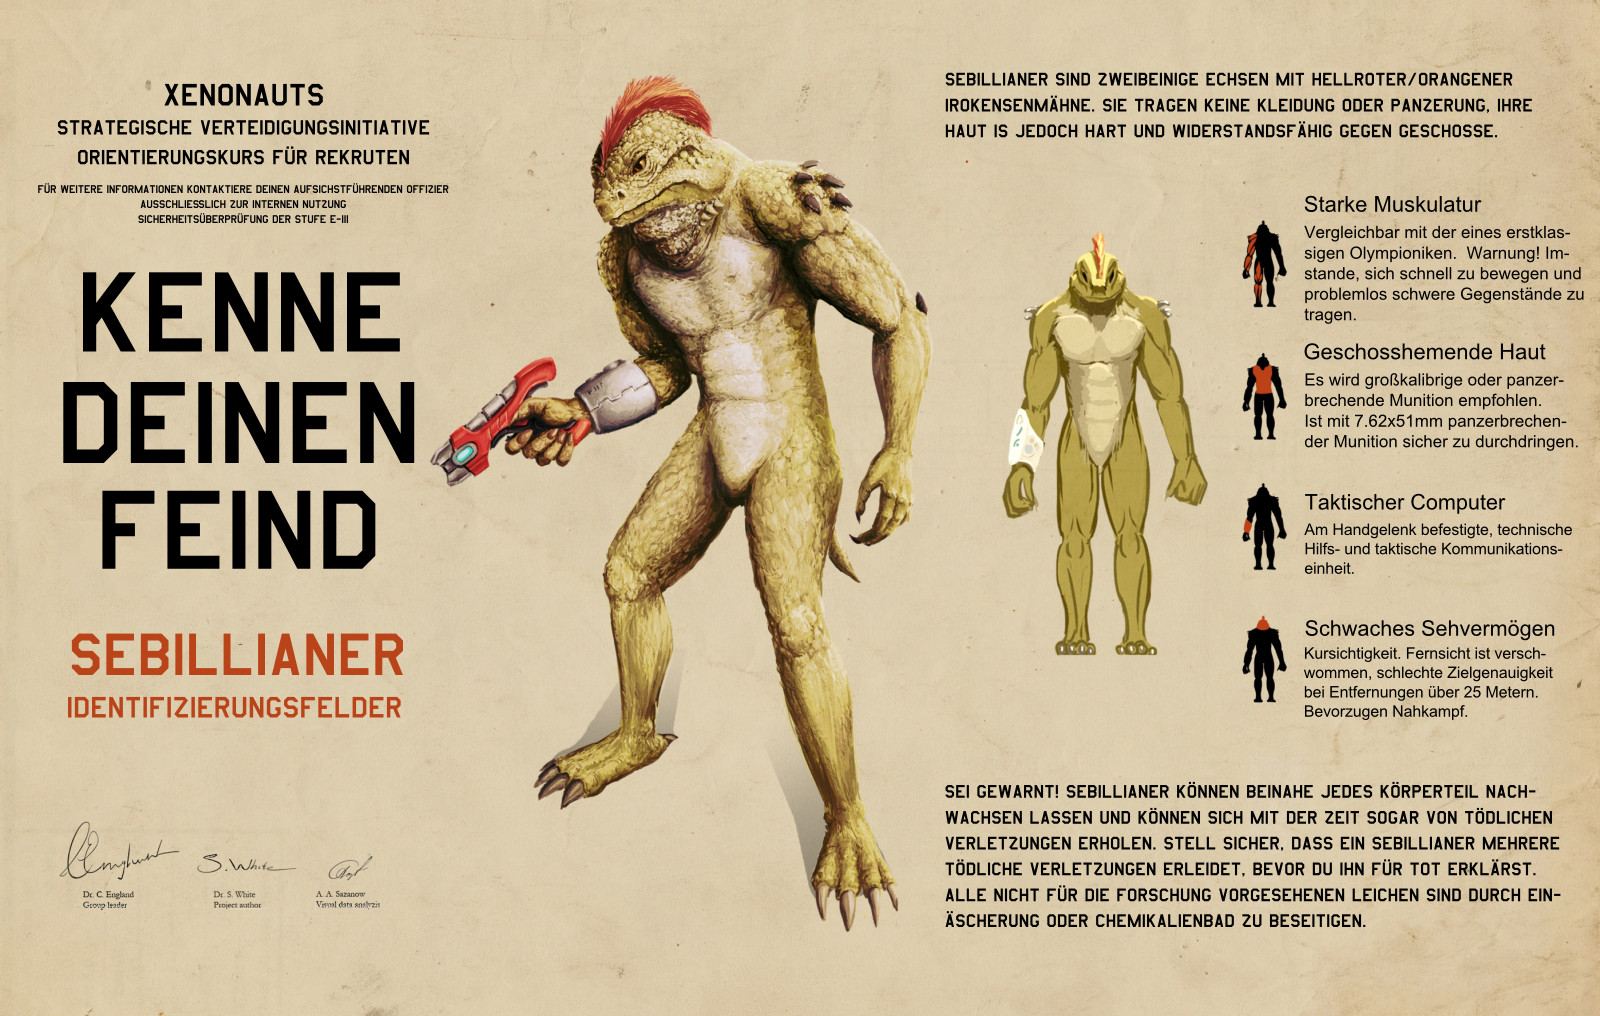 XENONAUTS
STRATEGISCHE VERTEIDIGUNGSINITIATIVE
ORIENTIERUNGSKURS FÜR REKRUTEN
FÜR WEITERE INFORMATIONEN KONTAKTIERE DEINEN AUFSICHSTFÜHRENDEN OFFIZIER
AUSSCHLIESSLICH ZUR INTERNEN NUTZUNG
SICHERHEITSÜBERPRÜFUNG DER STUFE E-III
KENNE
DEINEN
FEIND
SEBILLIANER
IDENTIFIZIERUNGSFELDER
S. White
Dr. C. England
Group leader
Dr. S. White
Project author
A. A. Sazanow
Visual data analyzis
SEBILLIANER SIND ZWEIBEINIGE ECHSEN MIT HELLROTER/ORANGENER
IROKENSENMÄHNE. SIE TRAGEN KEINE KLEIDUNG ODER PANZERUNG, IHRE
HAUT IS JEDOCH HART UND WIDERSTANDSFÄHIG GEGEN GESCHOSSE.
Starke Muskulatur
Vergleichbar mit der eines erstklas-
sigen Olympioniken. Warnung! Im-
stande, sich schnell zu bewegen und
problemlos schwere Gegenstände zu
tragen.
Geschosshemende Haut
Es wird großkalibrige oder panzer-
brechende Munition empfohlen.
Ist mit 7.62x51mm panzerbrechen-
der Munition sicher zu durchdringen.
Taktischer Computer
Am Handgelenk befestigte, technische
Hilfs- und taktische Kommunikations-
einheit.
Schwaches Sehvermögen
Kursichtigkeit. Fernsicht ist versch-
wommen, schlechte Zielgenauigkeit
bei Entfernungen über 25 Metern.
Bevorzugen Nahkampf.
SEI GEWARNT! SEBILLIANER KÖNNEN BEINAHE JEDES KÖRPERTEIL NACH-
WACHSEN LASSEN UND KÖNNEN SICH MIT DER ZEIT SOGAR VON TÖDLICHEN
VERLETZUNGEN ERHOLEN. STELL SICHER, DASS EIN SEBILLIANER MEHRERE
TÖDLICHE VERLETZUNGEN ERLEIDET, BEVOR DU IHN FÜR TOT ERKLÄRST.
ALLE NICHT FÜR DIE FORSCHUNG VORGESEHENEN LEICHEN SIND DURCH EIN-
ÄSCHERUNG ODER CHEMIKALIENBAD ZU BESEITIGEN.